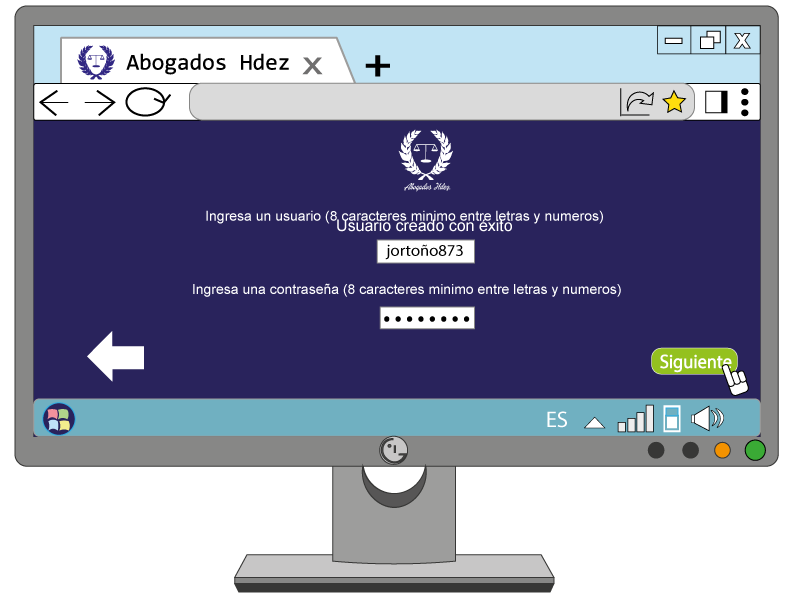 Abogados Hdez X
X
Abogados Hdez.
Ingresa un usuario (8 caracteres minimo entre letras y numeros)
Usuario creado con éxito
jortoño873
Ingresa una contraseña (8 caracteres minimo entre letras y numeros)
Siguiente
ES